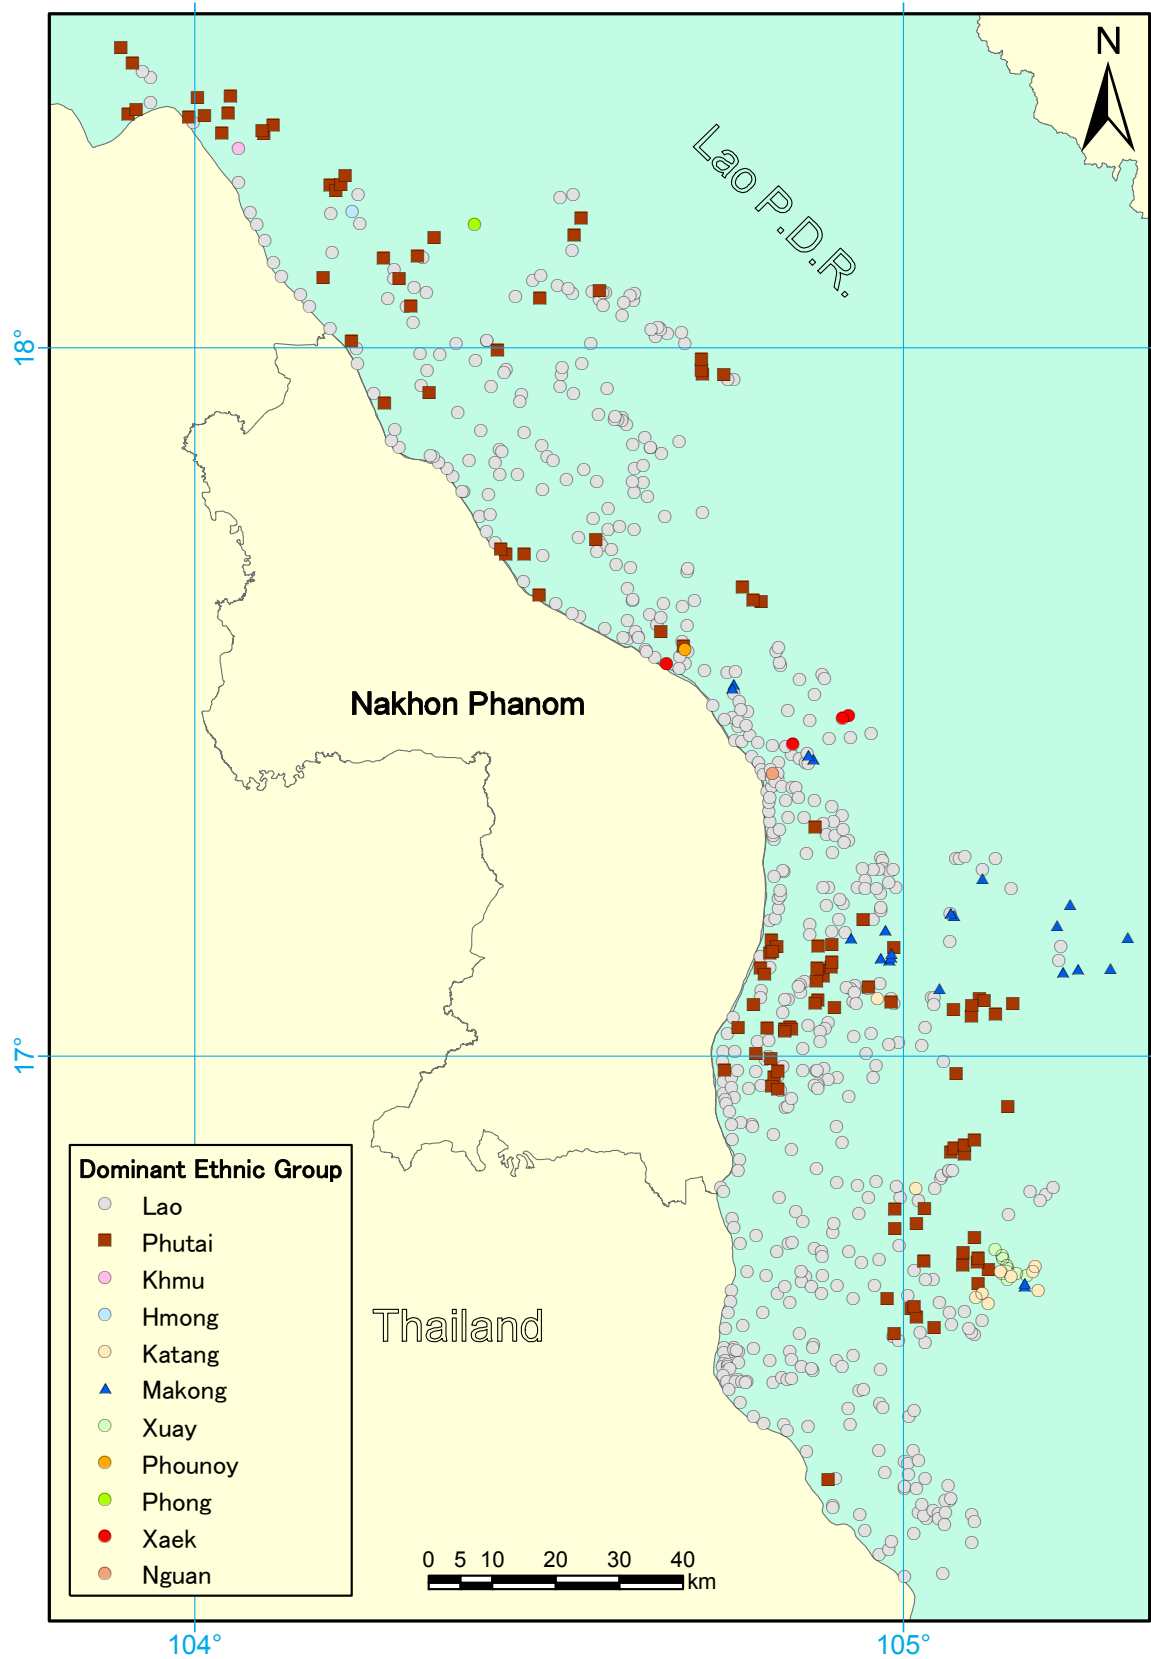 N
Lao P.D.R.
18°
Nakhon Phanom
17°
Dominant Ethnic Group
Lao
Phutai
Khmu
Hmong
Katang
Makong
Xuay
Phounoy
Phong
Xaek
Nguan
Thailand
0 5 10 20 30 40
km
104° 105°